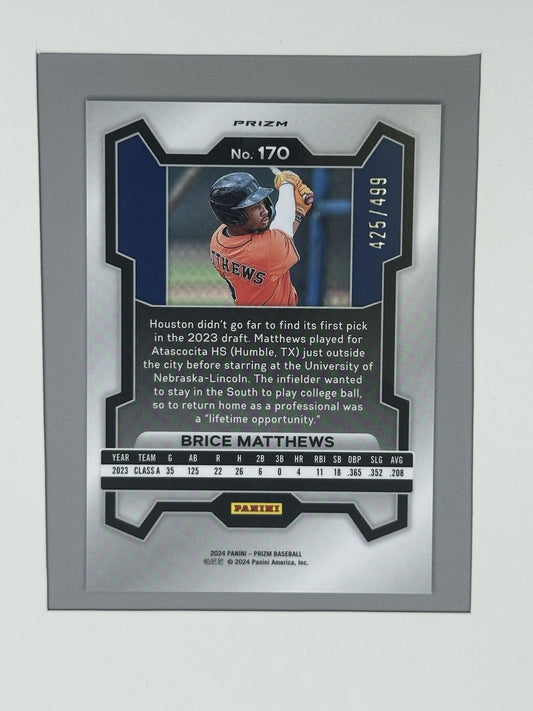 PRIZM
No. 170
425/499
TTHEWS
Houston didn't go far to find its first pick
in the 2023 draft. Matthews played for
Atascocita HS (Humble, TX) just outside
the city before starring at the University of
Nebraska-Lincoln. The infielder wanted
to stay in the South to play college ball,
so to return home as a professional was
a "lifetime opportunity."
BRICE MATTHEWS
YEAR TEAM G AB R H 2B 3B HR RBI SB OBP SLG AVG
2023 CLASS A 35 125 22 26 6 0 4 11 18 .365 .352 .208
PANINI
2024 PANINI – PRIZM BASEBALL
帕尼尼 © 2024 Panini America, Inc.